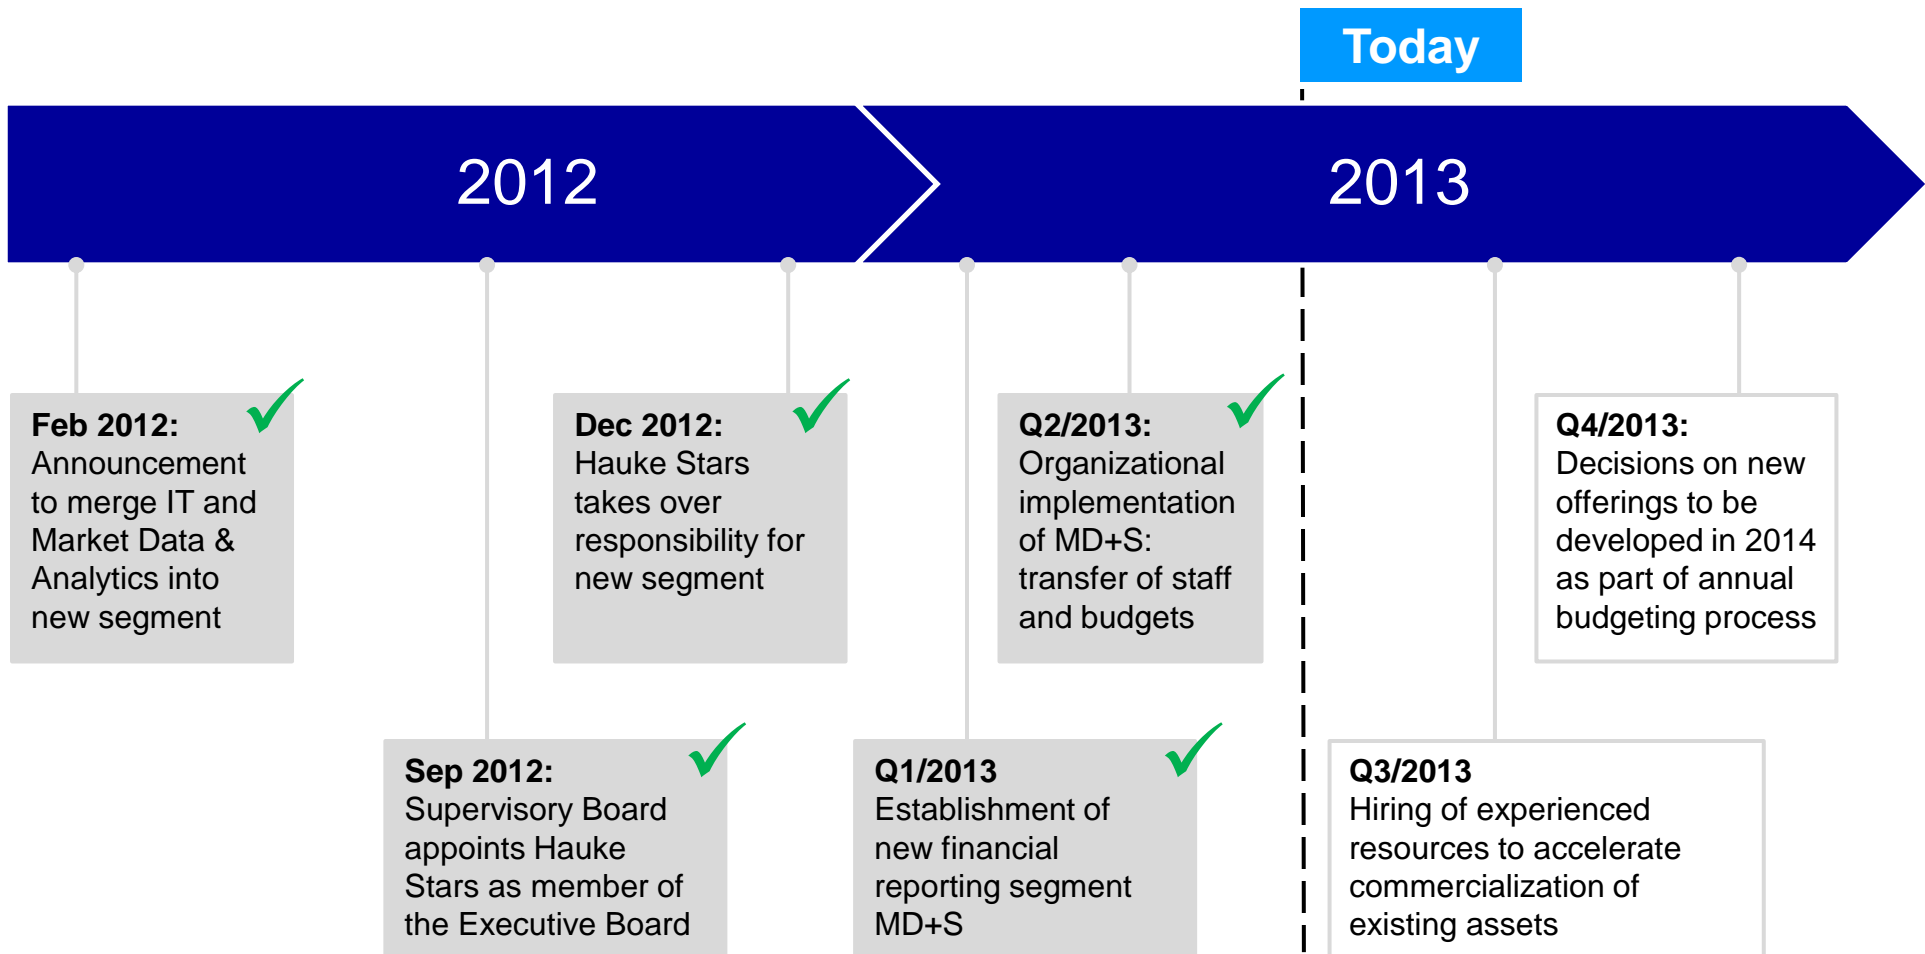 Today
2012
2013
Feb 2012:
Announcement
to merge IT and
Market Data &
Analytics into
new segment
Sep 2012:
Supervisory Board
appoints Hauke
Stars as member of
the Executive Board
Dec 2012:
Hauke Stars
takes over
responsibility for
new segment
Q1/2013
Establishment of
new financial
reporting segment
MD+S
Q2/2013:
Organizational
implementation
of MD+S:
transfer of staff
and budgets
Q3/2013
Hiring of experienced
resources to accelerate
commercialization of
existing assets
Q4/2013:
Decisions on new
offerings to be
developed in 2014
as part of annual
budgeting process